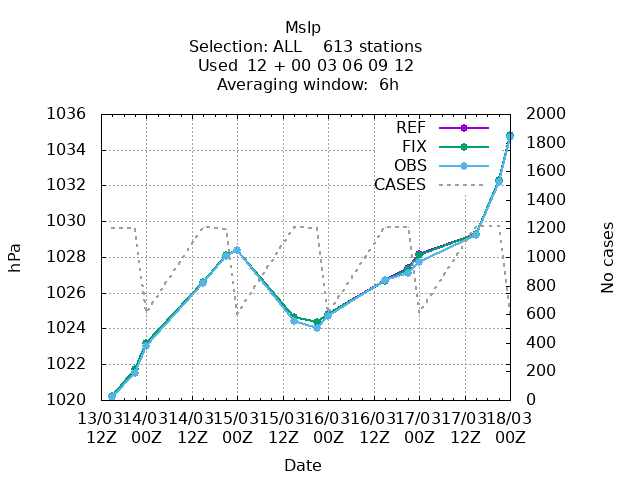 Mslp
Selection: ALL    613 stations
Used  12 + 00 03 06 09 12
Averaging window:  6h
1036
1034
1032
1030
1028
1026
1024
1022
1020
hPa
2000
1800
1600
1400
1200
1000
800
600
400
200
0
No cases
REF
FIX
OBS
CASES
13/03 14/03 14/03 15/03 15/03 16/03 16/03 17/03 17/03 18/03
12Z 00Z 12Z 00Z 12Z 00Z 12Z 00Z 12Z 00Z
Date